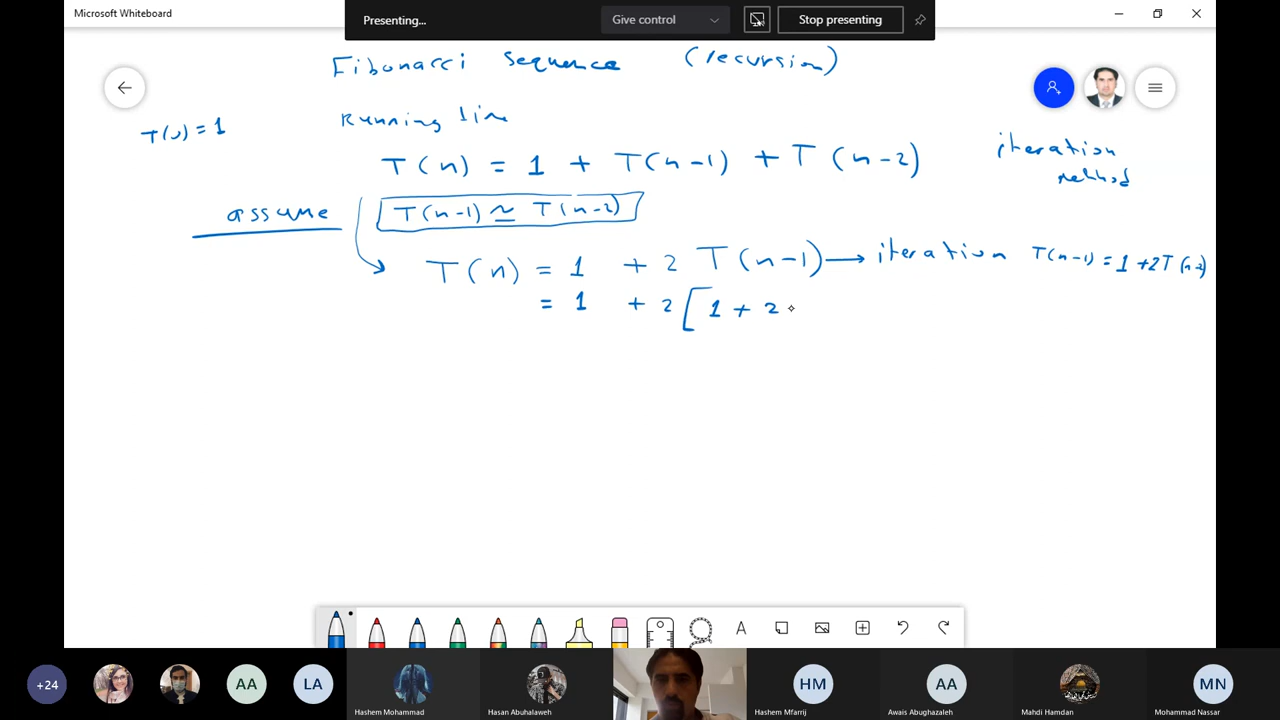 Microsoft Whiteboard
Presenting...
Give control
Stop presenting
Fibonacci sequence (recursion)
T(0) = 1
Running time
T(n) = 1 + T(n-1) + T(n-2)
iteration
method
assume
T(n-1) ≃ T(n-2)
T(n) = 1 + 2 T(n-1) → iteration T(n-1) = 1 + 2T(n-2)
= 1 + 2 [ 1 + 2
A
+24
AA
LA
HM
AA
MN
Hashem Mohammad
Hasan Abuhalaweh
Hashem Mfarrij
Awais Abughazaleh
Mahdi Hamdan
Mohammad Nassar